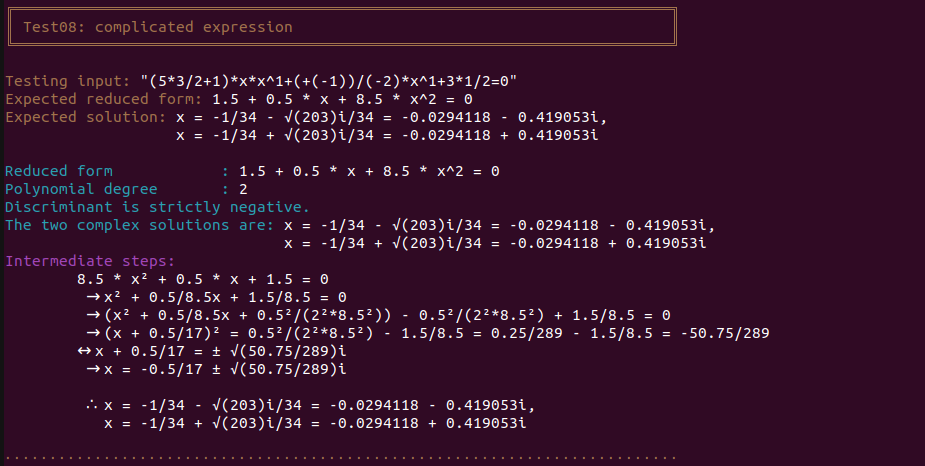 Test08: complicated expression
Testing input: "(5*3/2+1)*x*x^1+(+(-1))/(-2)*x^1+3*1/2=0"
Expected reduced form: 1.5 + 0.5 * x + 8.5 * x^2 = 0
Expected solution: x = -1/34 - √(203)i/34 = -0.0294118 - 0.419053i,
x = -1/34 + √(203)i/34 = -0.0294118 + 0.419053i
Reduced form : 1.5 + 0.5 * x + 8.5 * x^2 = 0
Polynomial degree : 2
Discriminant is strictly negative.
The two complex solutions are: x = -1/34 - √(203)i/34 = -0.0294118 - 0.419053i,
x = -1/34 + √(203)i/34 = -0.0294118 + 0.419053i
Intermediate steps:
8.5 * x² + 0.5 * x + 1.5 = 0
→x² + 0.5/8.5x + 1.5/8.5 = 0
→(x² + 0.5/8.5x + 0.5²/(2²*8.5²)) - 0.5²/(2²*8.5²) + 1.5/8.5 = 0
→(x + 0.5/17)² = 0.5²/(2²*8.5²) - 1.5/8.5 = 0.25/289 - 1.5/8.5 = -50.75/289
↔x + 0.5/17 = ± √(50.75/289)i
→x = -0.5/17 ± √(50.75/289)i
∴ x = -1/34 - √(203)i/34 = -0.0294118 - 0.419053i,
x = -1/34 + √(203)i/34 = -0.0294118 + 0.419053i